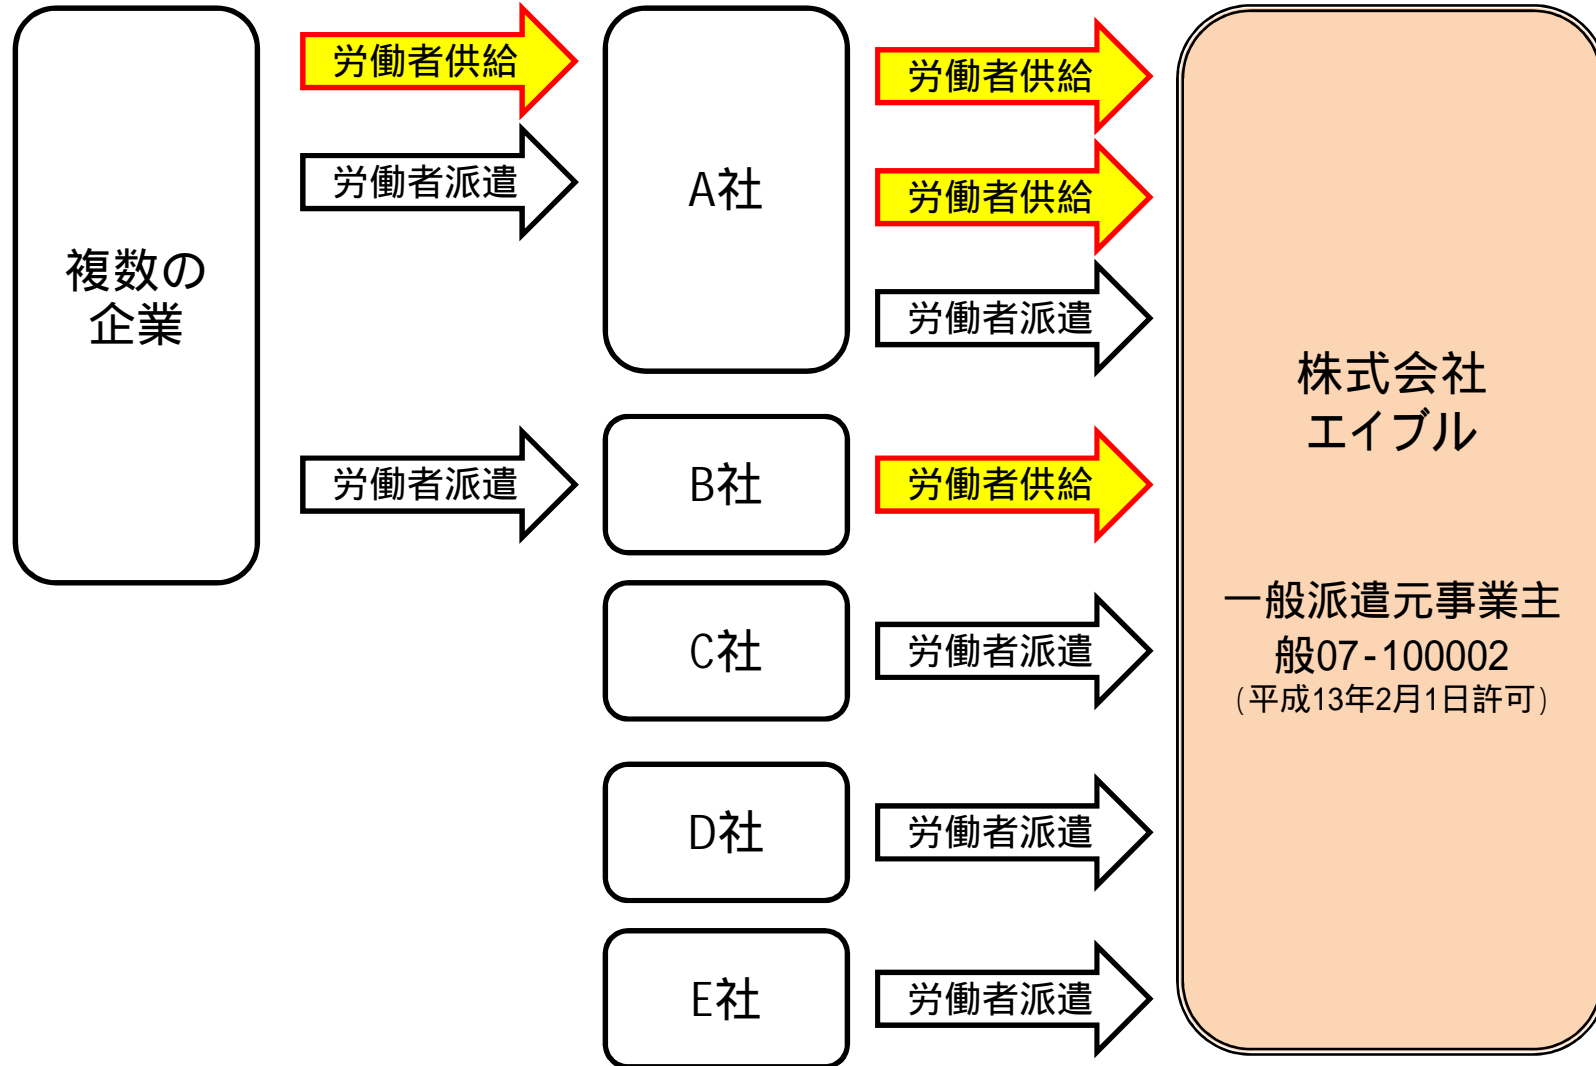 複数の
企業
労働者供給
労働者派遣
労働者派遣
A社
B社
C社
D社
E社
労働者供給
労働者供給
労働者派遣
労働者供給
労働者派遣
労働者派遣
労働者派遣
株式会社
エイブル
一般派遣元事業主
般07-100002
(平成13年2月1日許可)